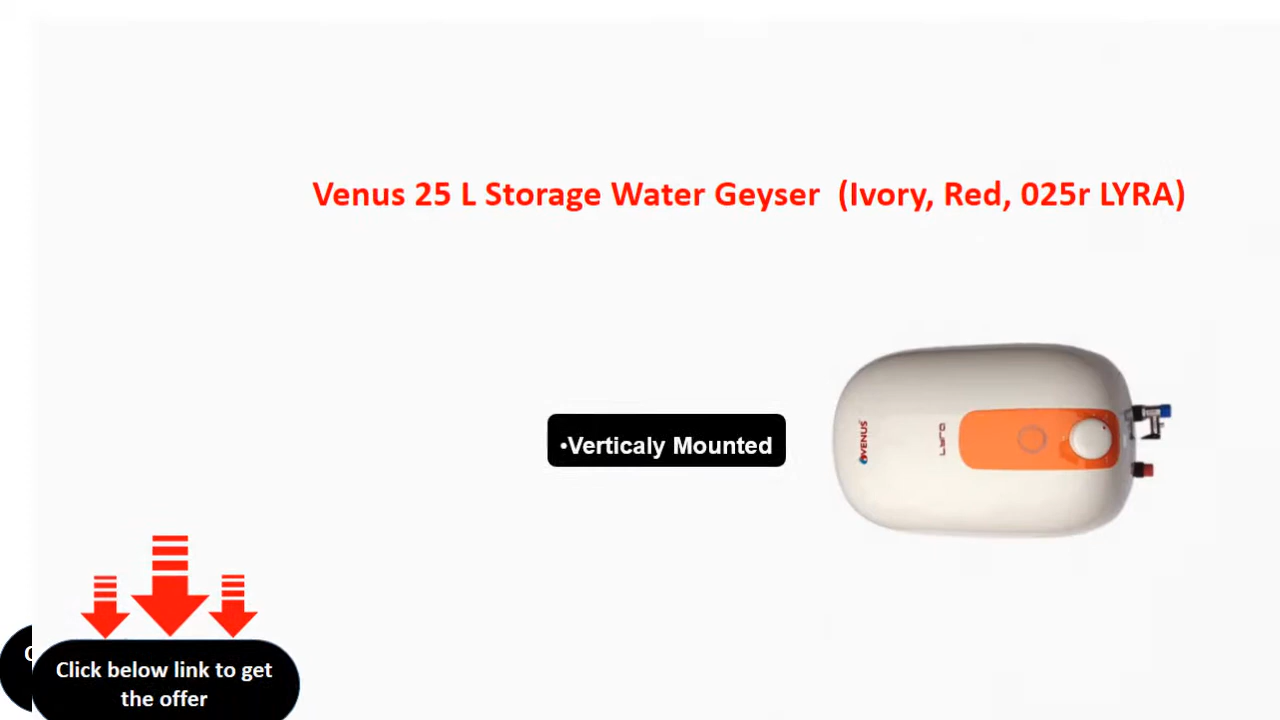 Venus 25 L Storage Water Geyser (Ivory, Red, 025r LYRA)
•Verticaly Mounted
VENUS
Lyra
Click below link to get
the offer